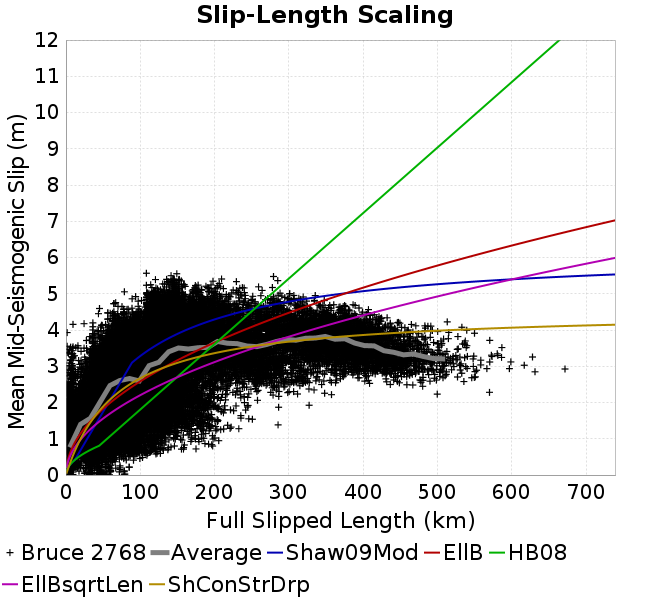 Slip-Length Scaling
Mean Mid-Seismogenic Slip (m)
12
11
10
9
8
7
6
5
4
3
2
1
0
0 100 200 300 400 500 600 700
Full Slipped Length (km)
Bruce 2768 Average Shaw09Mod EllB HB08
EllBsqrtLen ShConStrDrp